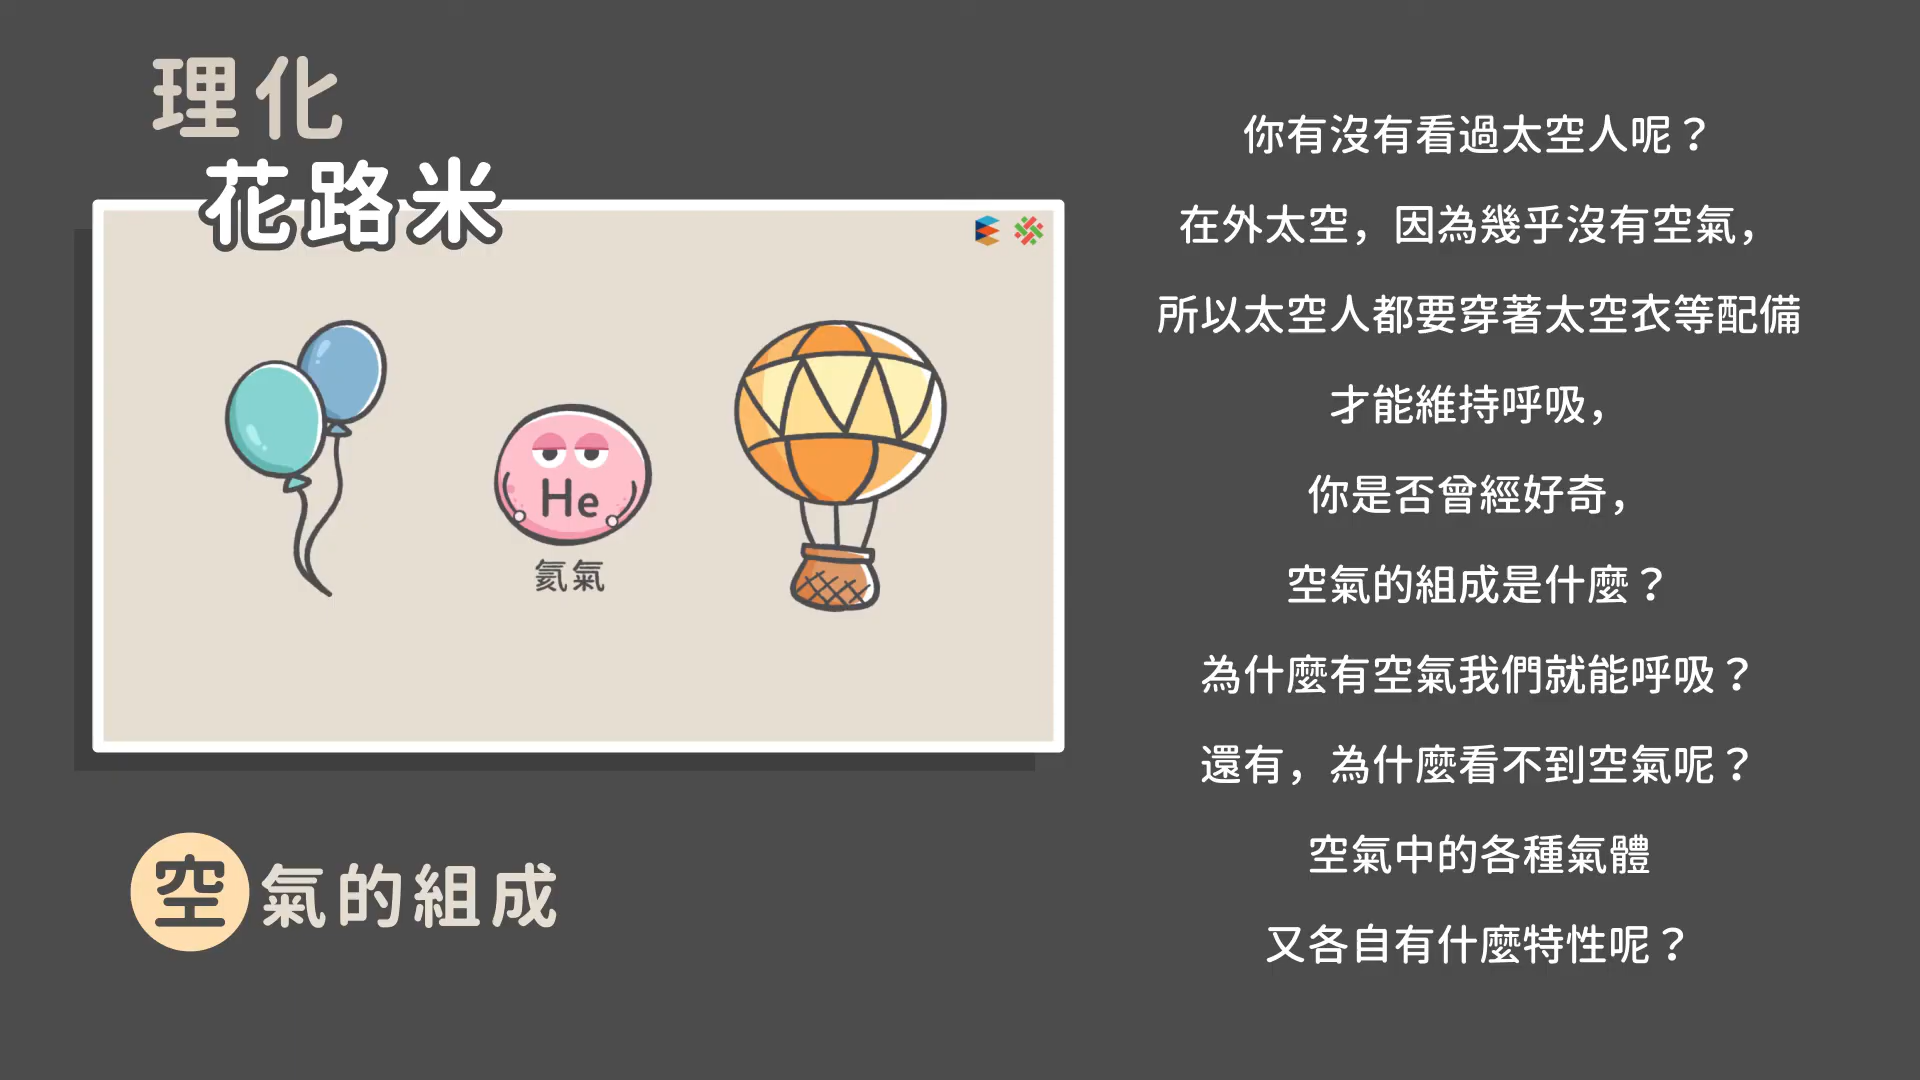 理化
花路米
He
氦氣
空氣的組成
你有沒有看過太空人呢？
在外太空，因為幾乎沒有空氣，
所以太空人都要穿著太空衣等配備
才能維持呼吸，
你是否曾經好奇，
空氣的組成是什麼？
為什麼有空氣我們就能呼吸？
還有，為什麼看不到空氣呢？
空氣中的各種氣體
又各自有什麼特性呢？